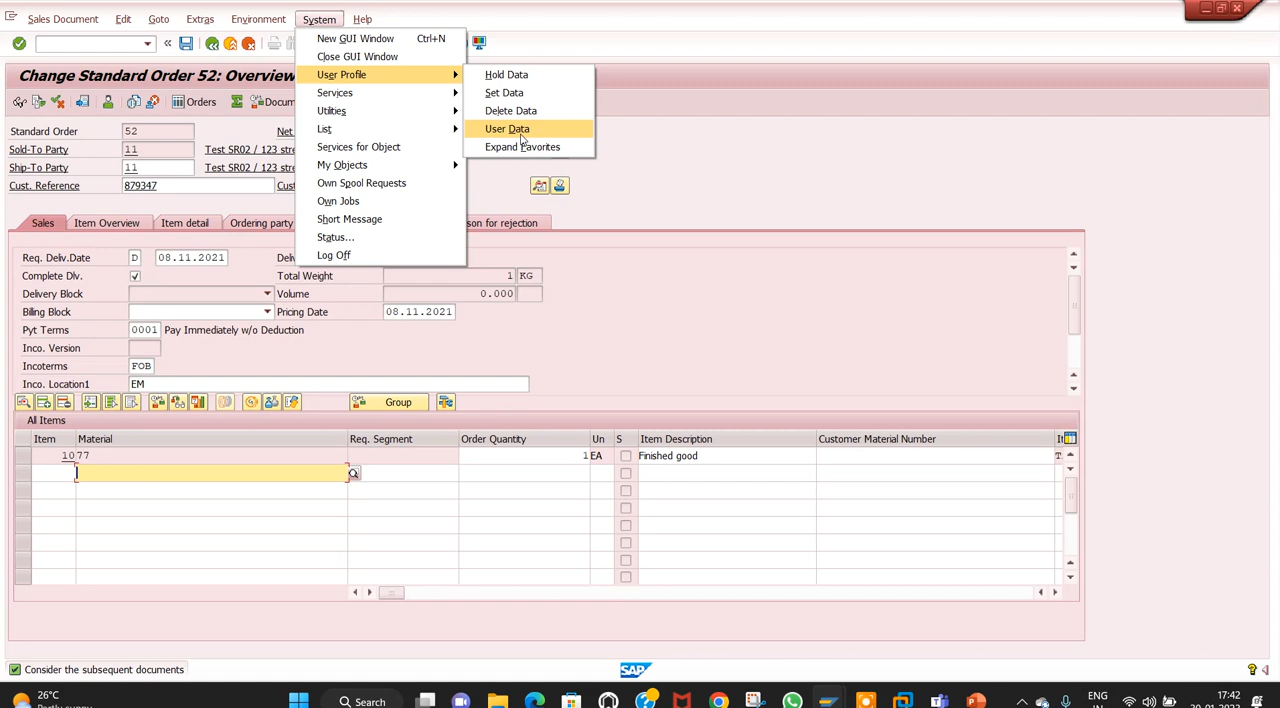 Sales Document Edit Goto Extras Environment System Help
New GUI Window Ctrl+N
Close GUI Window
Change Standard Order 52: Overview
User Profile
Hold Data
Services
Set Data
Orders
Utilities
Delete Data
List
User Data
Services for Object
Expand Favorites
My Objects
Own Spool Requests
Own Jobs
Short Message
Status...
Log Off
Standard Order 52 Net
Sold-To Party 11 Test SR02 / 123 stre
Ship-To Party 11 Test SR02 / 123 stre
Cust. Reference 879347 Cust
Sales Item Overview Item detail Ordering party son for rejection
Req. Deliv.Date D 08.11.2021
Complete Dlv. Total Weight 1 KG
Delivery Block Volume 0.000
Billing Block Pricing Date 08.11.2021
Pyt Terms 0001 Pay Immediately w/o Deduction
Inco. Version
Incoterms FOB
Inco. Location1 EM
Group
All Items
Item Material Req. Segment Order Quantity Un S Item Description Customer Material Number It
10 77 1 EA Finished good T
Consider the subsequent documents
SAP
26°C
Search
ENG
17:42